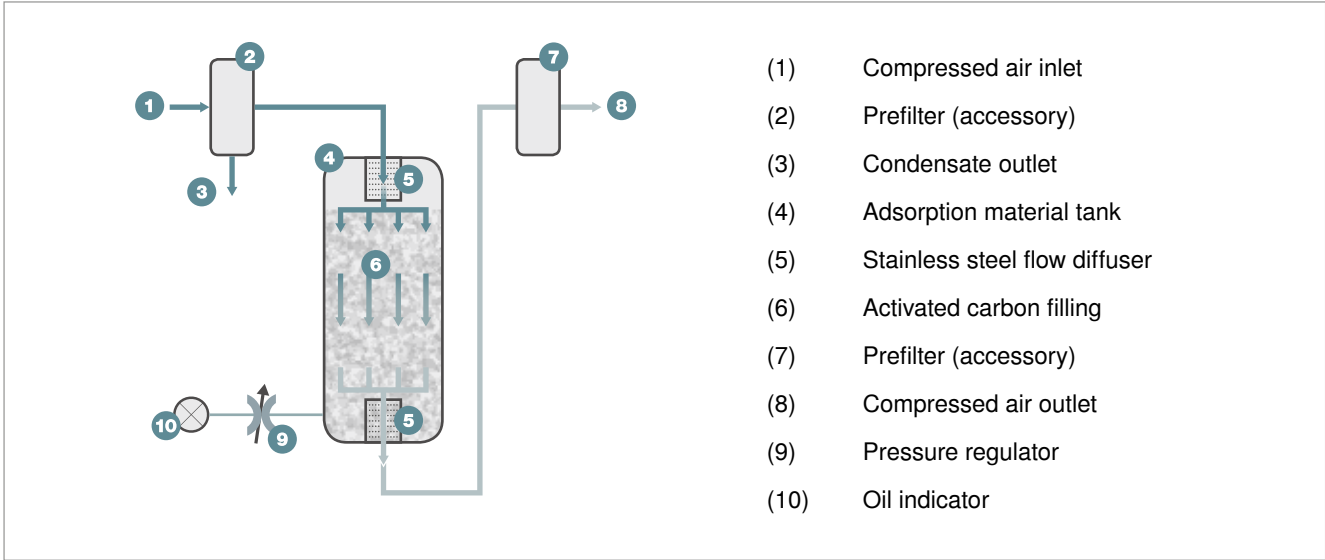 2
7
1
8
4
5
3
6
5
10
9
(1) Compressed air inlet
(2) Prefilter (accessory)
(3) Condensate outlet
(4) Adsorption material tank
(5) Stainless steel flow diffuser
(6) Activated carbon filling
(7) Prefilter (accessory)
(8) Compressed air outlet
(9) Pressure regulator
(10) Oil indicator